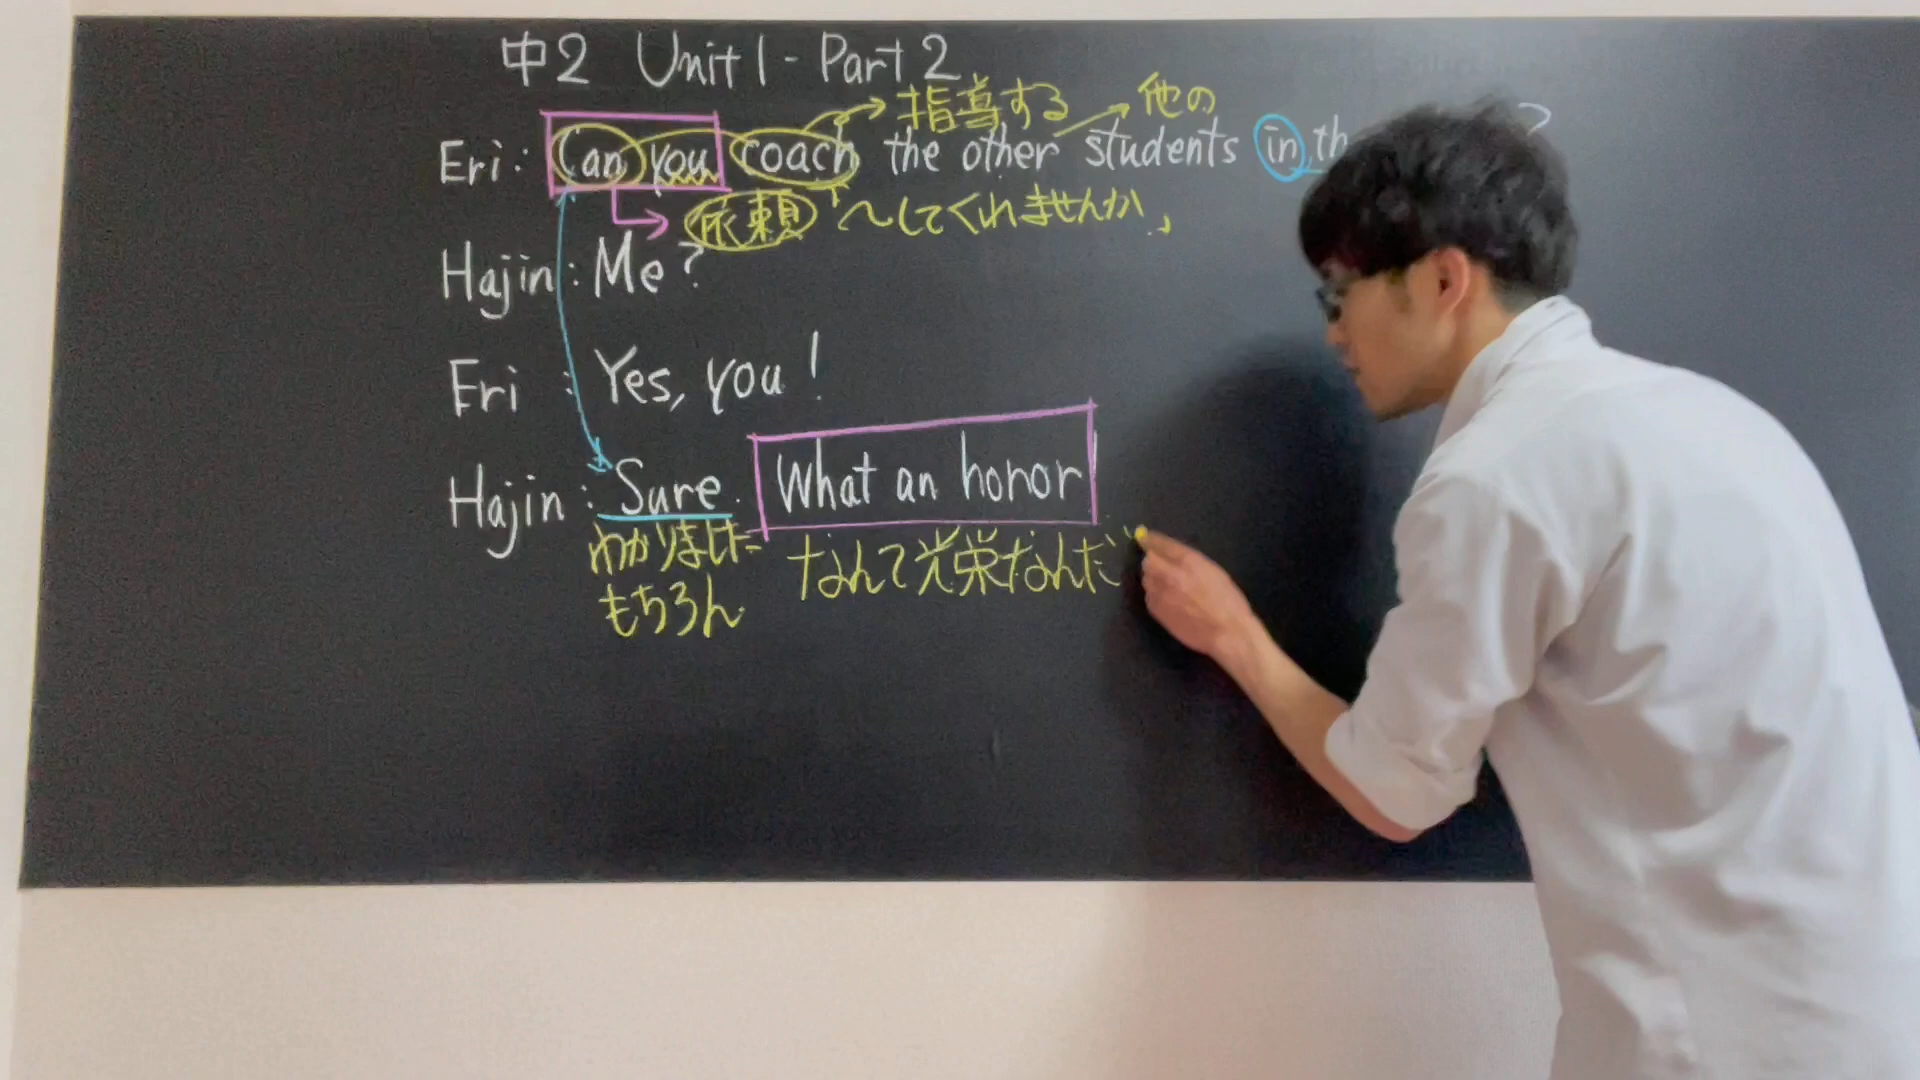 中2 Unit 1 - Part 2
指導する 他の
Eri: Can you coach the other students in th ?
依頼 「〜してくれませんか」
Hajin: Me?
Eri: Yes, you!
Hajin: Sure. What an honor!
わかりました なんて光栄なんだ
もちろん